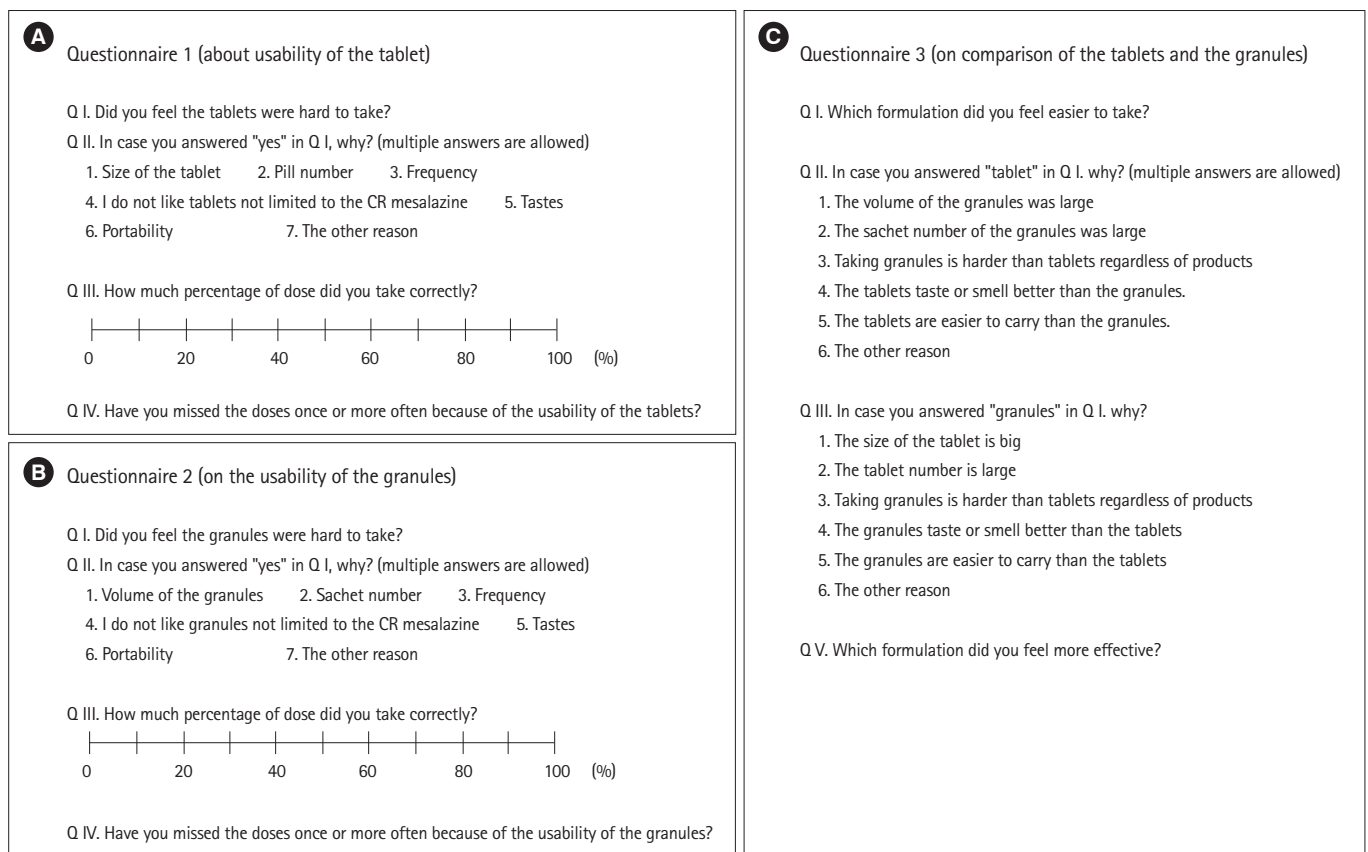 A
Questionnaire 1 (about usability of the tablet)
Q I. Did you feel the tablets were hard to take?
Q II. In case you answered "yes" in Q I, why? (multiple answers are allowed)
1. Size of the tablet 2. Pill number 3. Frequency
4. I do not like tablets not limited to the CR mesalazine 5. Tastes
6. Portability 7. The other reason
Q III. How much percentage of dose did you take correctly?
0 20 40 60 80 100 (%)
Q IV. Have you missed the doses once or more often because of the usability of the tablets?
B
Questionnaire 2 (on the usability of the granules)
Q I. Did you feel the granules were hard to take?
Q II. In case you answered "yes" in Q I, why? (multiple answers are allowed)
1. Volume of the granules 2. Sachet number 3. Frequency
4. I do not like granules not limited to the CR mesalazine 5. Tastes
6. Portability 7. The other reason
Q III. How much percentage of dose did you take correctly?
0 20 40 60 80 100 (%)
Q IV. Have you missed the doses once or more often because of the usability of the granules?
C
Questionnaire 3 (on comparison of the tablets and the granules)
Q I. Which formulation did you feel easier to take?
Q II. In case you answered "tablet" in Q I. why? (multiple answers are allowed)
1. The volume of the granules was large
2. The sachet number of the granules was large
3. Taking granules is harder than tablets regardless of products
4. The tablets taste or smell better than the granules.
5. The tablets are easier to carry than the granules.
6. The other reason
Q III. In case you answered "granules" in Q I. why?
1. The size of the tablet is big
2. The tablet number is large
3. Taking granules is harder than tablets regardless of products
4. The granules taste or smell better than the tablets
5. The granules are easier to carry than the tablets
6. The other reason
Q V. Which formulation did you feel more effective?